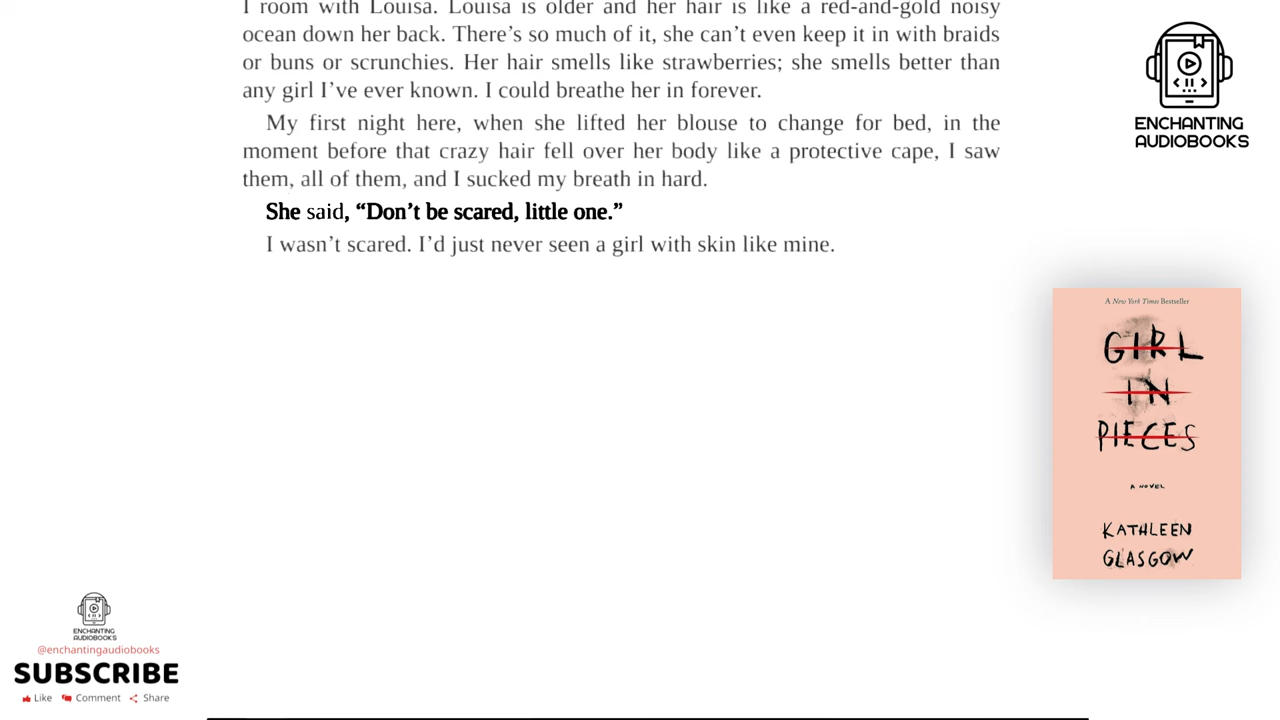 I room with Louisa. Louisa is older and her hair is like a red-and-gold noisy
ocean down her back. There’s so much of it, she can’t even keep it in with braids
or buns or scrunchies. Her hair smells like strawberries; she smells better than
any girl I’ve ever known. I could breathe her in forever.
My first night here, when she lifted her blouse to change for bed, in the
moment before that crazy hair fell over her body like a protective cape, I saw
them, all of them, and I sucked my breath in hard.
She said, “Don’t be scared, little one.”
I wasn’t scared. I’d just never seen a girl with skin like mine.
ENCHANTING
AUDIOBOOKS
A New York Times Bestseller
GIRL
IN
PIECES
A NOVEL
KATHLEEN
GLASGOW
ENCHANTING
AUDIOBOOKS
@enchantingaudiobooks
SUBSCRIBE
Like Comment Share